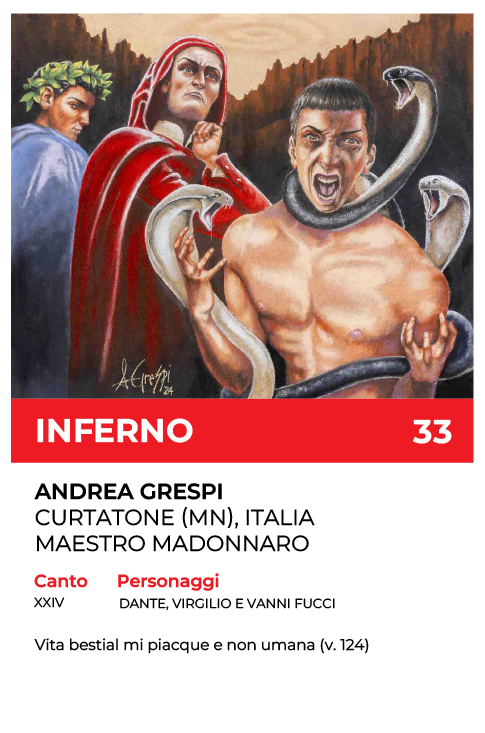 A Grespi
24
INFERNO 33
ANDREA GRESPI
CURTATONE (MN), ITALIA
MAESTRO MADONNARO
Canto Personaggi
XXIV DANTE, VIRGILIO E VANNI FUCCI
Vita bestial mi piacque e non umana (v. 124)